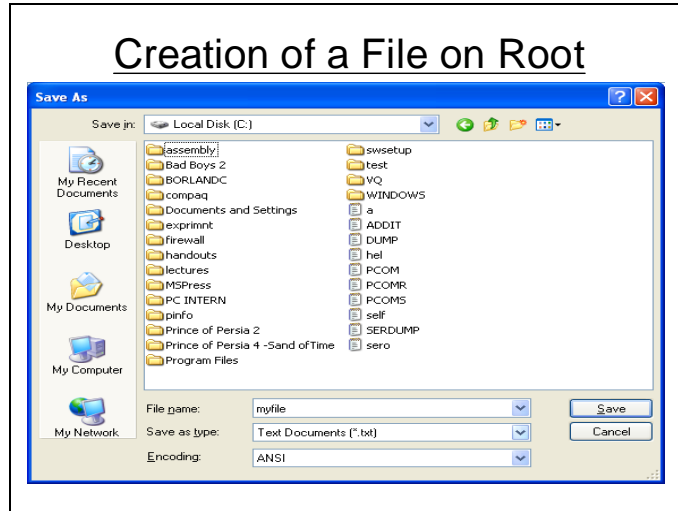 Creation of a File on Root
Save As
Save in:
Local Disk (C:)
My Recent
Documents
Desktop
My Documents
My Computer
My Network
assembly
Bad Boys 2
BORLANDC
compaq
Documents and Settings
exprimnt
firewall
handouts
lectures
MSPress
PC INTERN
pinfo
Prince of Persia 2
Prince of Persia 4 -Sand ofTime
Program Files
swsetup
test
VQ
WINDOWS
a
ADDIT
DUMP
hel
PCOM
PCOMR
PCOMS
self
SERDUMP
sero
File name:
myfile
Save
Save as type:
Text Documents (*.txt)
Cancel
Encoding:
ANSI